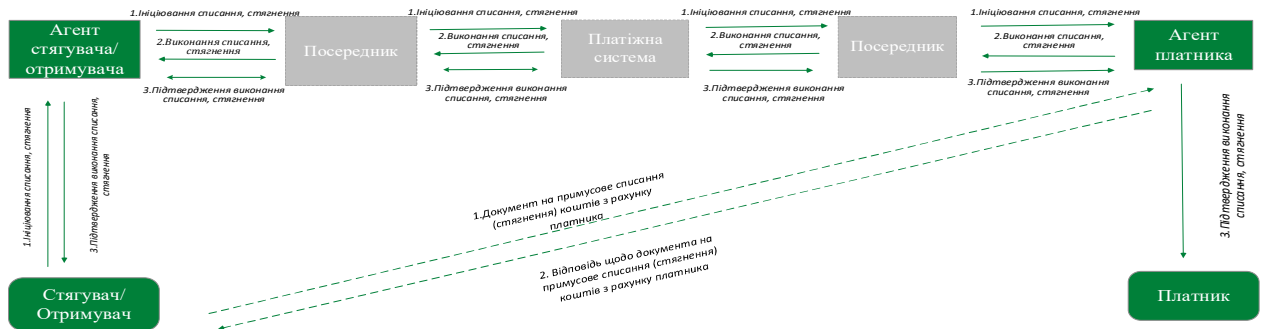 1.Ініціювання списання, стягнення
1.Ініціювання списання, стягнення
1.Ініціювання списання, стягнення
1.Ініціювання списання, стягнення
Агент
стягувача/
отримувача
2.Виконання списання,
стягнення
Посередник
2.Виконання списання,
стягнення
Платіжна
система
2.Виконання списання,
стягнення
Посередник
2.Виконання списання,
стягнення
Агент
платника
3.Підтвердження виконання
списання, стягнення
3.Підтвердження виконання
списання, стягнення
3.Підтвердження виконання
списання, стягнення
3.Підтвердження виконання
списання, стягнення
1.Ініціювання списання, стягнення
3.Підтвердження виконання списання,
стягнення
3.Підтвердження виконання
списання, стягнення
1.Документ на примусове списання
(стягнення) коштів з рахунку
платника
2. Відповідь щодо документа на
примусове списання (стягнення)
коштів з рахунку платника
Стягувач/
Отримувач
Платник